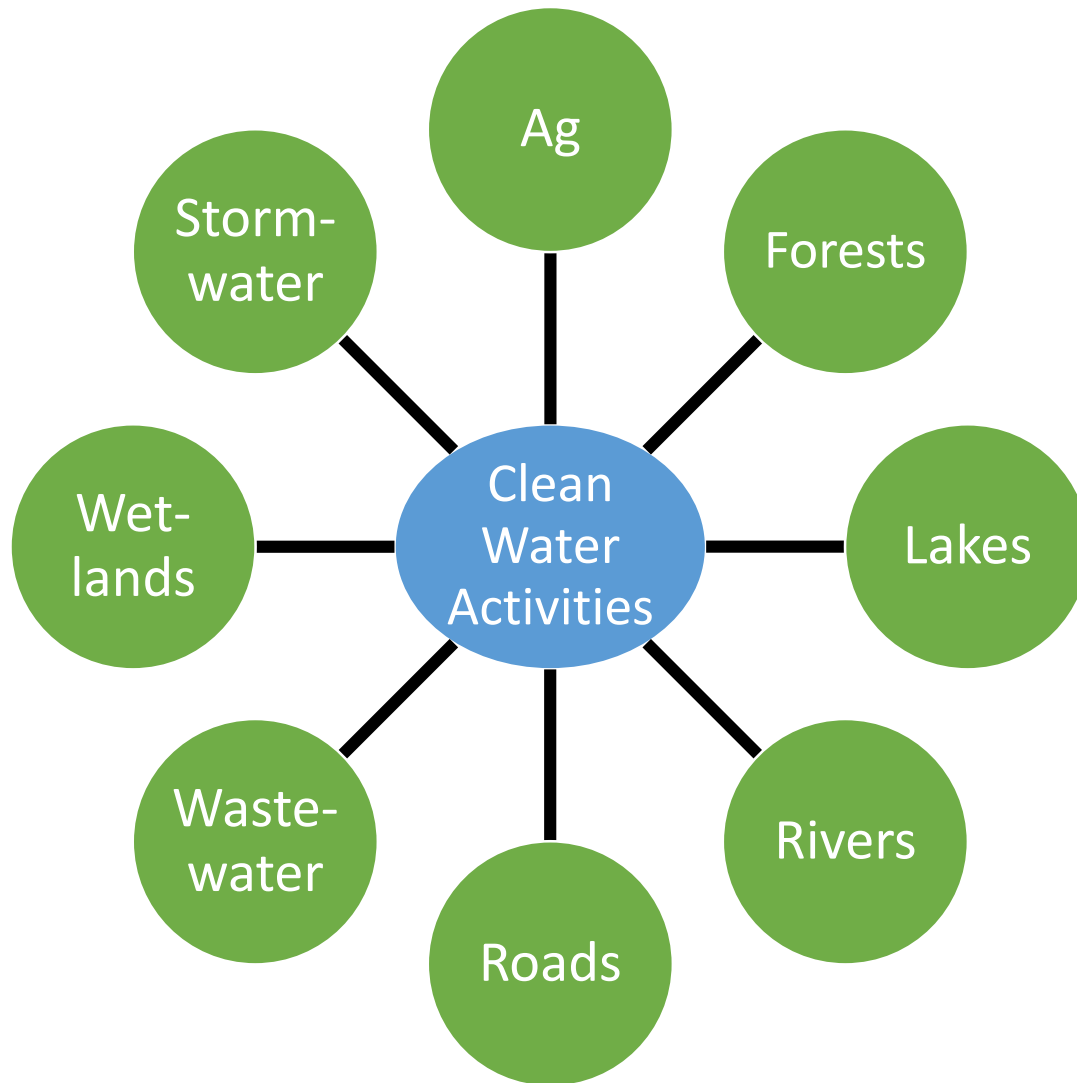 Ag
Forests
Lakes
Rivers
Roads
Waste-
water
Wet-
lands
Storm-
water
Clean
Water
Activities